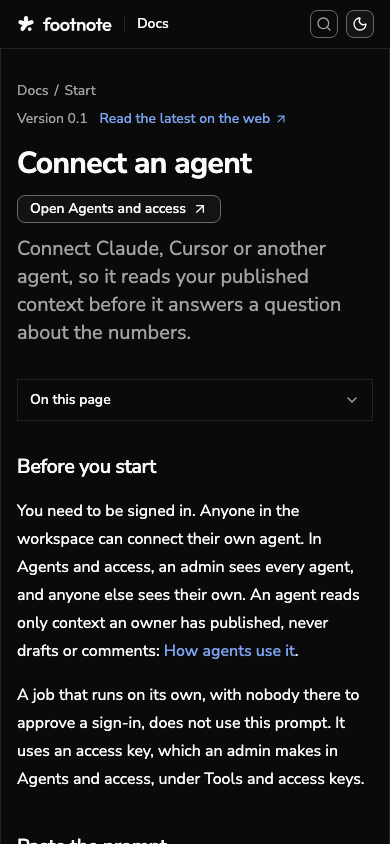 footnote
Docs
Docs / Start
Version 0.1 Read the latest on the web ↗
Connect an agent
Open Agents and access ↗
Connect Claude, Cursor or another
agent, so it reads your published
context before it answers a question
about the numbers.
On this page
Before you start
You need to be signed in. Anyone in the
workspace can connect their own agent. In
Agents and access, an admin sees every agent,
and anyone else sees their own. An agent reads
only context an owner has published, never
drafts or comments: How agents use it.
A job that runs on its own, with nobody there to
approve a sign-in, does not use this prompt. It
uses an access key, which an admin makes in
Agents and access, under Tools and access keys.
Paste the prompt